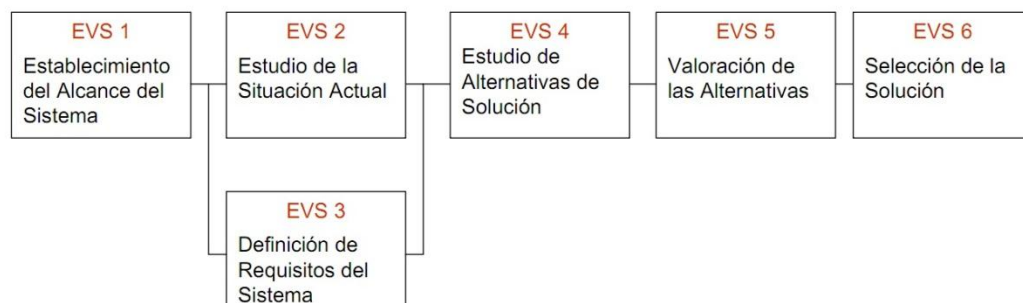 EVS 1
Establecimiento
del Alcance del
Sistema
EVS 2
Estudio de la
Situación Actual
EVS 3
Definición de
Requisitos del
Sistema
EVS 4
Estudio de
Alternativas de
Solución
EVS 5
Valoración de
las Alternativas
EVS 6
Selección de la
Solución